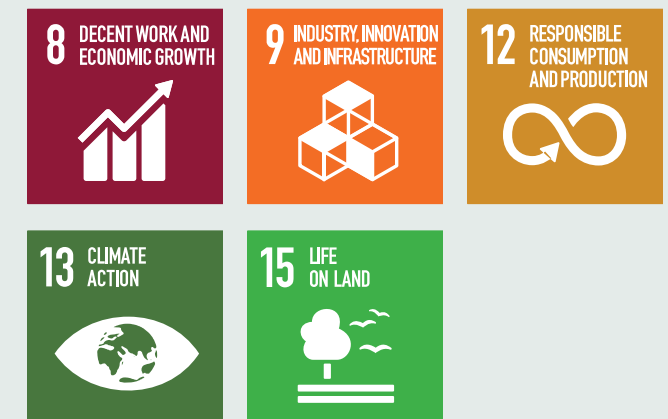 8 DECENT WORK AND
ECONOMIC GROWTH
9 INDUSTRY, INNOVATION
AND INFRASTRUCTURE
12 RESPONSIBLE
CONSUMPTION
AND PRODUCTION
13 CLIMATE
ACTION
15 LIFE
ON LAND